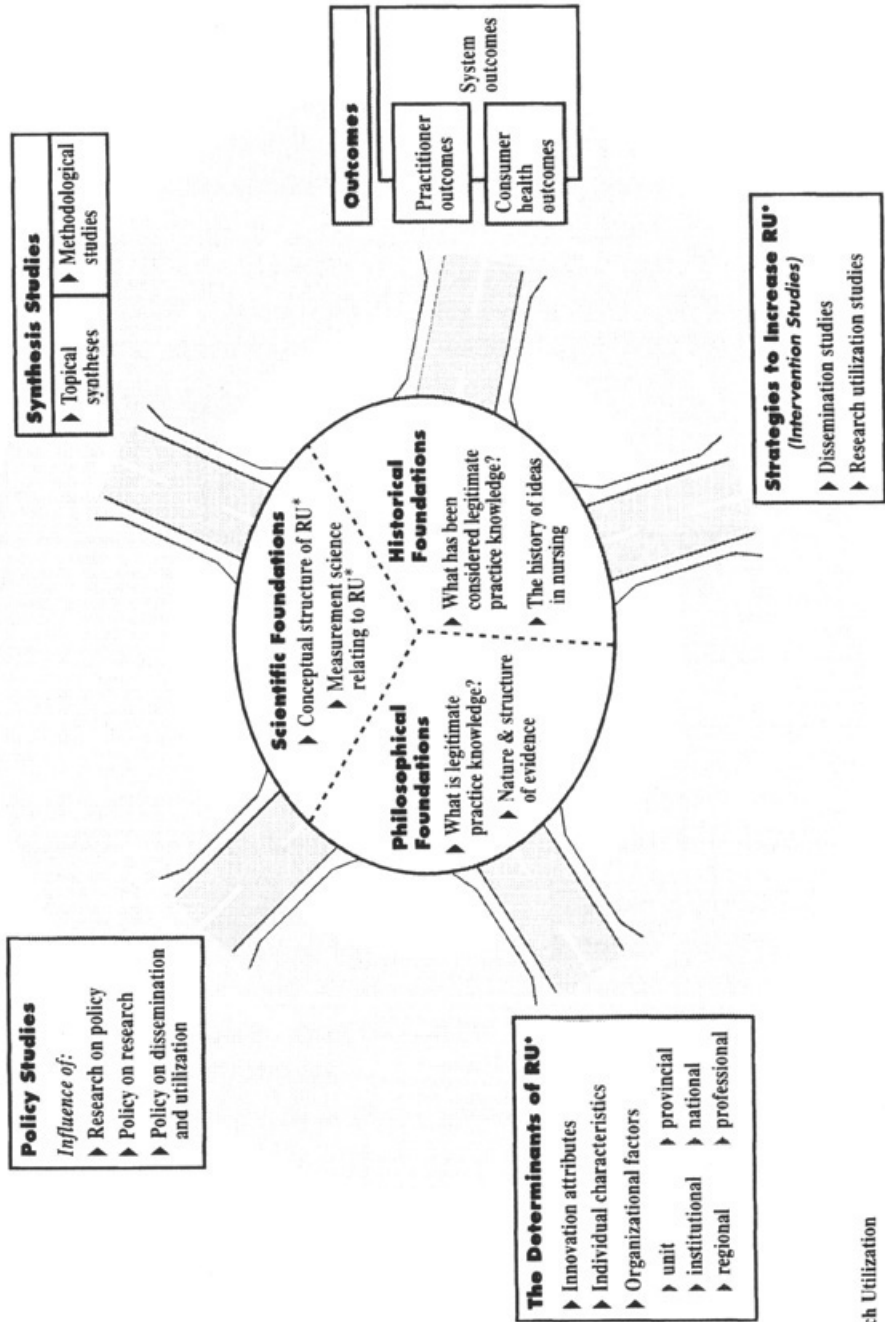 Policy Studies
Influence of:
Research on policy
Policy on research
Policy on dissemination
and utilization
Synthesis Studies
Topical
syntheses
Methodological
studies
Scientific Foundations
Conceptual structure of RU*
Measurement science
relating to RU*
Philosophical
Foundations
What is legitimate
practice knowledge?
Nature & structure
of evidence
Historical
Foundations
What has been
considered legitimate
practice knowledge?
The history of ideas
in nursing
Outcomes
Practitioner
outcomes
Consumer
health
outcomes
System
outcomes
The Determinants of RU*
Innovation attributes
Individual characteristics
Organizational factors
unit
institutional
regional
provincial
national
professional
Strategies to Increase RU*
(Intervention Studies)
Dissemination studies
Research utilization studies
Utilization